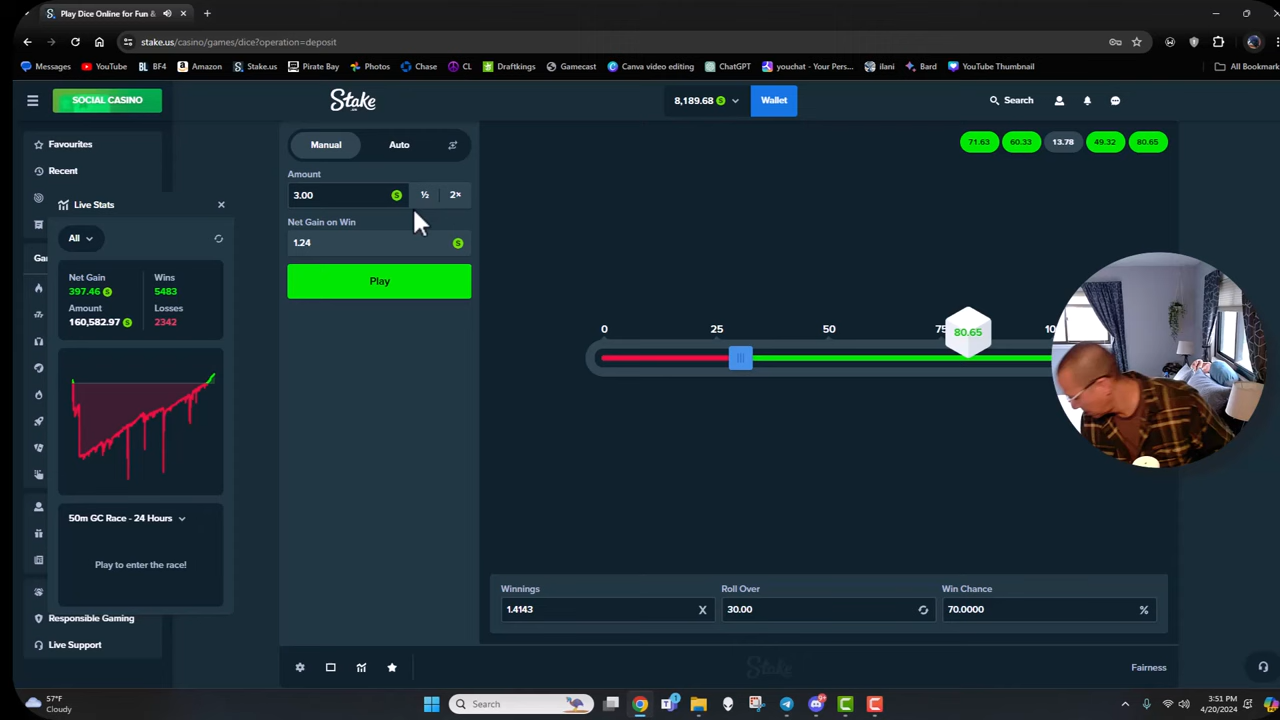 Play Dice Online for Fun &
stake.us/casino/games/dice?operation=deposit
Messages
YouTube
BL BF4
Amazon
Stake.us
Pirate Bay
Photos
Chase
CL
Draftkings
Gamecast
Canva video editing
ChatGPT
youchat - Your Pers...
ilani
Bard
YouTube Thumbnail
All Bookmark
SOCIAL CASINO
Stake
8,189.68
Wallet
Search
Favourites
Recent
Live Stats
All
Net Gain
397.46
Wins
5483
Amount
160,582.97
Losses
2342
50m GC Race - 24 Hours
Play to enter the race!
Responsible Gaming
Live Support
Manual
Auto
Amount
3.00
½
2×
Net Gain on Win
1.24
Play
71.63
60.33
13.78
49.32
80.65
0
25
50
80.65
Winnings
1.4143
Roll Over
30.00
Win Chance
70.0000
%
Stake
Fairness
57°F
Cloudy
Search
3:51 PM
4/20/2024